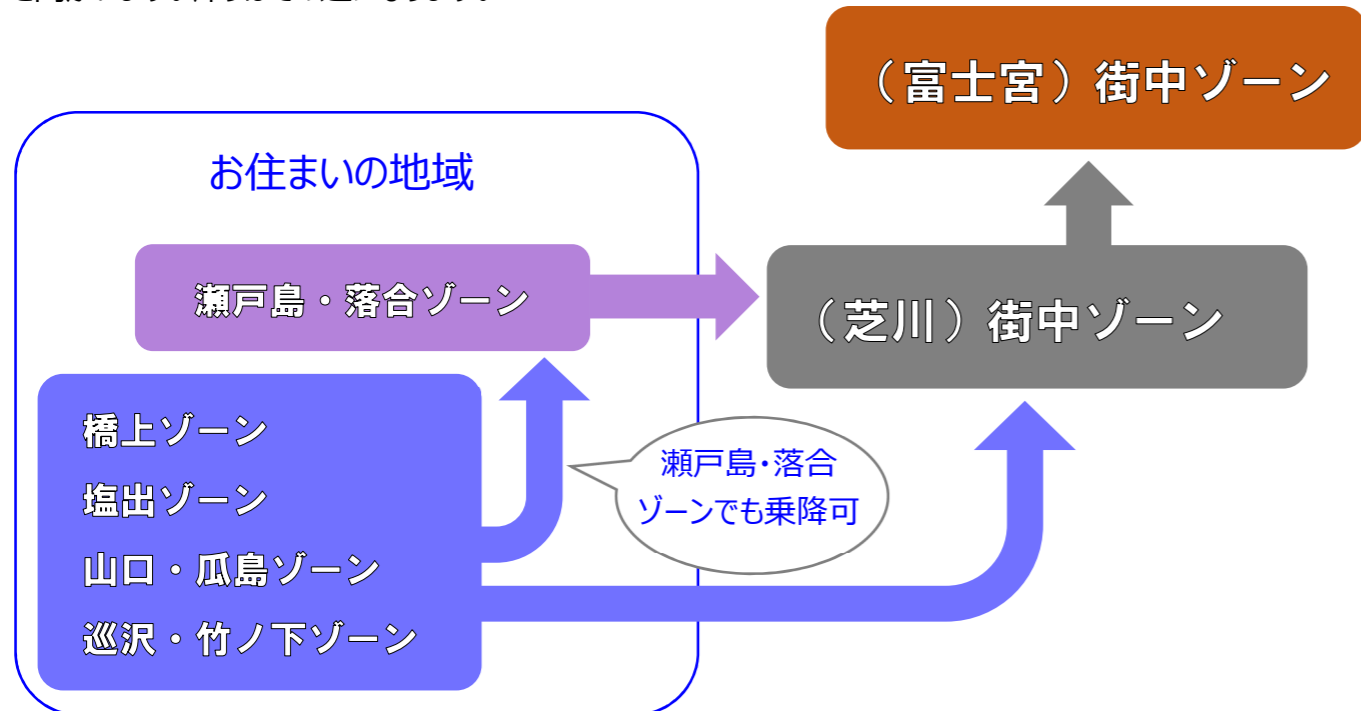 （富士宮）街中ゾーン
お住まいの地域
瀬戸島・落合ゾーン
（芝川）街中ゾーン
橋上ゾーン
塩出ゾーン
山口・瓜島ゾーン
巡沢・竹ノ下ゾーン
瀬戸島・落合
ゾーンでも乗降可